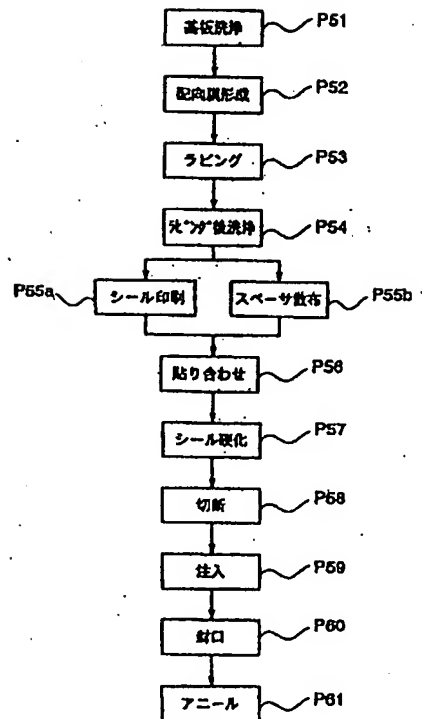 基板洗浄 P51
配向膜形成 P52
ラビング P53
ラビング後洗浄 P54
P55a シール印刷 スペーサ散布 P55b
貼り合わせ P56
シール硬化 P57
切断 P58
注入 P59
封口 P60
アニール P61